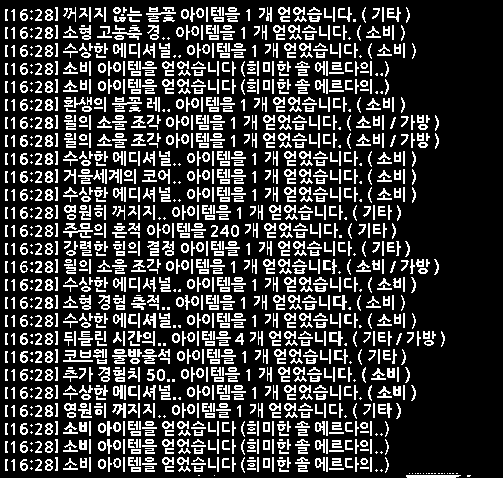 [16:28] 꺼지지 않는 불꽃 아이템을 1 개 얻었습니다. ( 기타 )
[16:28] 소형 고농축 경.. 아이템을 1 개 얻었습니다. ( 소비 )
[16:28] 수상한 에디셔널.. 아이템을 1 개 얻었습니다. ( 소비 )
[16:28] 소비 아이템을 얻었습니다 (희미한 솔 에르다의..)
[16:28] 소비 아이템을 얻었습니다 (희미한 솔 에르다의..)
[16:28] 환생의 불꽃 레.. 아이템을 1 개 얻었습니다. ( 소비 )
[16:28] 윌의 소울 조각 아이템을 1 개 얻었습니다. ( 소비 / 가방 )
[16:28] 윌의 소울 조각 아이템을 1 개 얻었습니다. ( 소비 / 가방 )
[16:28] 수상한 에디셔널.. 아이템을 1 개 얻었습니다. ( 소비 )
[16:28] 거울세계의 코어.. 아이템을 1 개 얻었습니다. ( 소비 )
[16:28] 수상한 에디셔널.. 아이템을 1 개 얻었습니다. ( 소비 )
[16:28] 영원히 꺼지지.. 아이템을 1 개 얻었습니다. ( 기타 )
[16:28] 주문의 흔적 아이템을 240 개 얻었습니다. ( 기타 )
[16:28] 강렬한 힘의 결정 아이템을 1 개 얻었습니다. ( 기타 )
[16:28] 윌의 소울 조각 아이템을 1 개 얻었습니다. ( 소비 / 가방 )
[16:28] 수상한 에디셔널.. 아이템을 1 개 얻었습니다. ( 소비 )
[16:28] 소형 경험 축적.. 아이템을 1 개 얻었습니다. ( 소비 )
[16:28] 수상한 에디셔널.. 아이템을 1 개 얻었습니다. ( 소비 )
[16:28] 뒤틀린 시간의.. 아이템을 4 개 얻었습니다. ( 기타 / 가방 )
[16:28] 코브웹 물방울석 아이템을 1 개 얻었습니다. ( 기타 )
[16:28] 추가 경험치 50.. 아이템을 1 개 얻었습니다. ( 소비 )
[16:28] 수상한 에디셔널.. 아이템을 1 개 얻었습니다. ( 소비 )
[16:28] 영원히 꺼지지.. 아이템을 1 개 얻었습니다. ( 기타 )
[16:28] 소비 아이템을 얻었습니다 (희미한 솔 에르다의..)
[16:28] 소비 아이템을 얻었습니다 (희미한 솔 에르다의..)
[16:28] 소비 아이템을 얻었습니다 (희미한 솔 에르다의..)